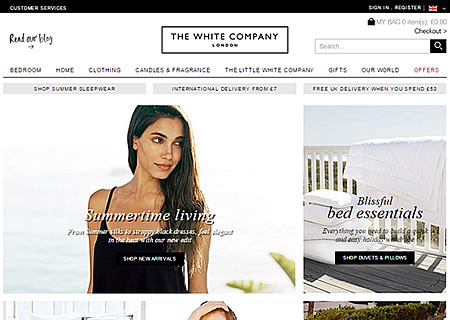 CUSTOMER SERVICES
SIGN IN . REGISTER
MY BAG 0 item(s) £0.00
Checkout >
Read our blog
THE WHITE COMPANY
LONDON
Search...
BEDROOM HOME CLOTHING CANDLES & FRAGRANCE THE LITTLE WHITE COMPANY GIFTS OUR WORLD OFFERS
SHOP SUMMER SLEEPWEAR
INTERNATIONAL DELIVERY FROM £7
FREE UK DELIVERY WHEN YOU SPEND £50
Summertime living
From Summer silks to strappy black dresses, feel elegant
in the heat with our new edit
SHOP NEW ARRIVALS
Blissful
bed essentials
Everything you need to build a quick
and easy holiday
SHOP DUVETS & PILLOWS